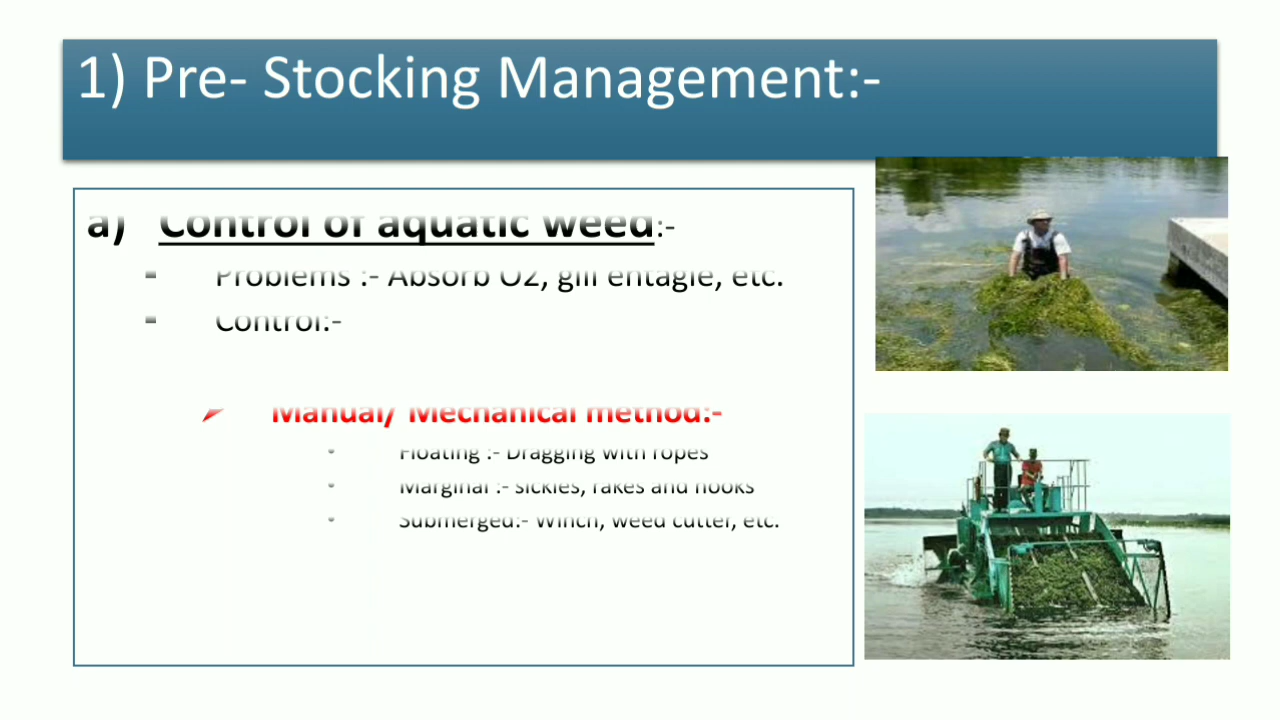 1) Pre- Stocking Management:-
a) Control of aquatic weed:-
▪ Problems :- Absorb O2, gill entagle, etc.
▪ Control:-
➢ Manual/ Mechanical method:-
• Floating :- Dragging with ropes
• Marginal :- sickles, rakes and hooks
• Submerged:- Winch, weed cutter, etc.